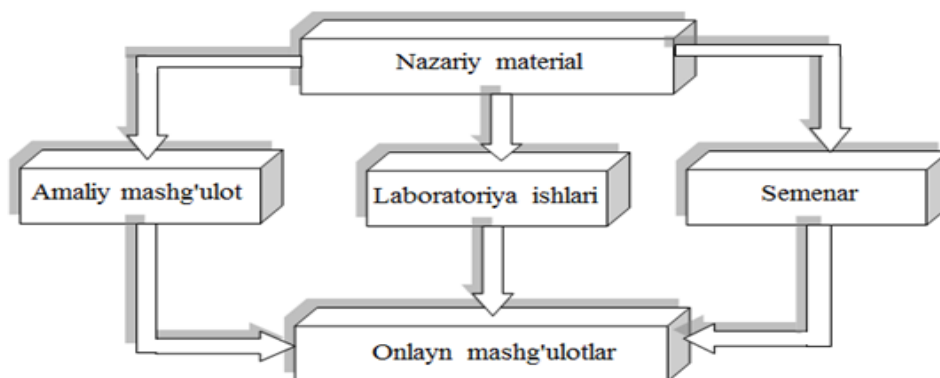 Nazariy material
Amaliy mashg'ulot
Laboratoriya ishlari
Semenar
Onlayn mashg'ulotlar